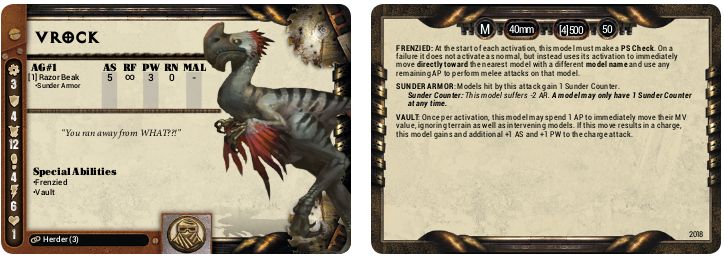 VROCK
AG#1 AS RF PW RN MAL
[1] Razor Beak 5 ∞ 3 0 -
•Sunder Armor
3
4
12
4
6
1
"You ran away from WHAT??!"
Special Abilities
•Frenzied
•Vault
Herder (3)
M 40mm [4]500 50
FRENZIED: At the start of each activation, this model must make a PS Check. On a
failure it does not activate as normal, but instead uses its activation to immediately
move directly toward the nearest model with a different model name and use any
remaining AP to perform melee attacks on that model.
SUNDER ARMOR: Models hit by this attack gain 1 Sunder Counter.
Sunder Counter: This model suffers -2 AR. A model may only have 1 Sunder Counter
at any time.
VAULT: Once per activation, this model may spend 1 AP to immediately move their MV
value, ignoring terrain as well as intervening models. If this move results in a charge,
this model gains and additional +1 AS and +1 PW to the charge attack.
2018